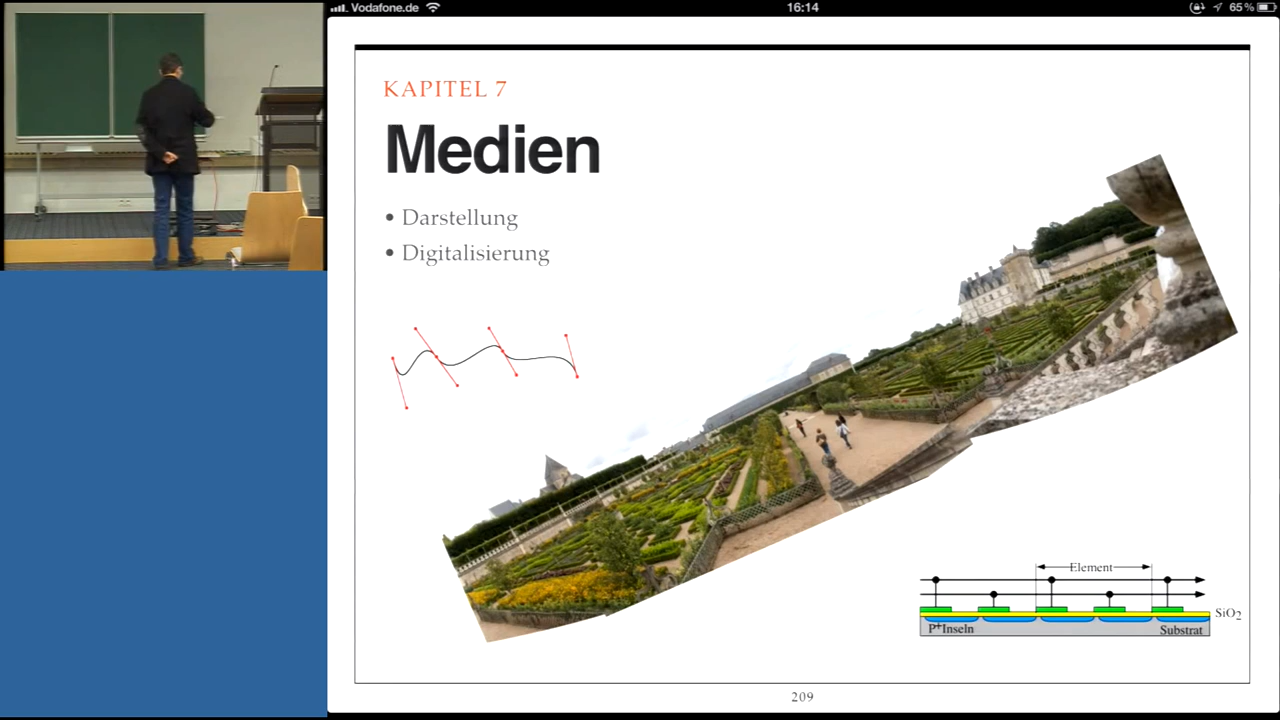 Vodafone.de
16:14
65 %
KAPITEL 7
Medien
• Darstellung
• Digitalisierung
Element
SiO2
P+Inseln
Substrat
209